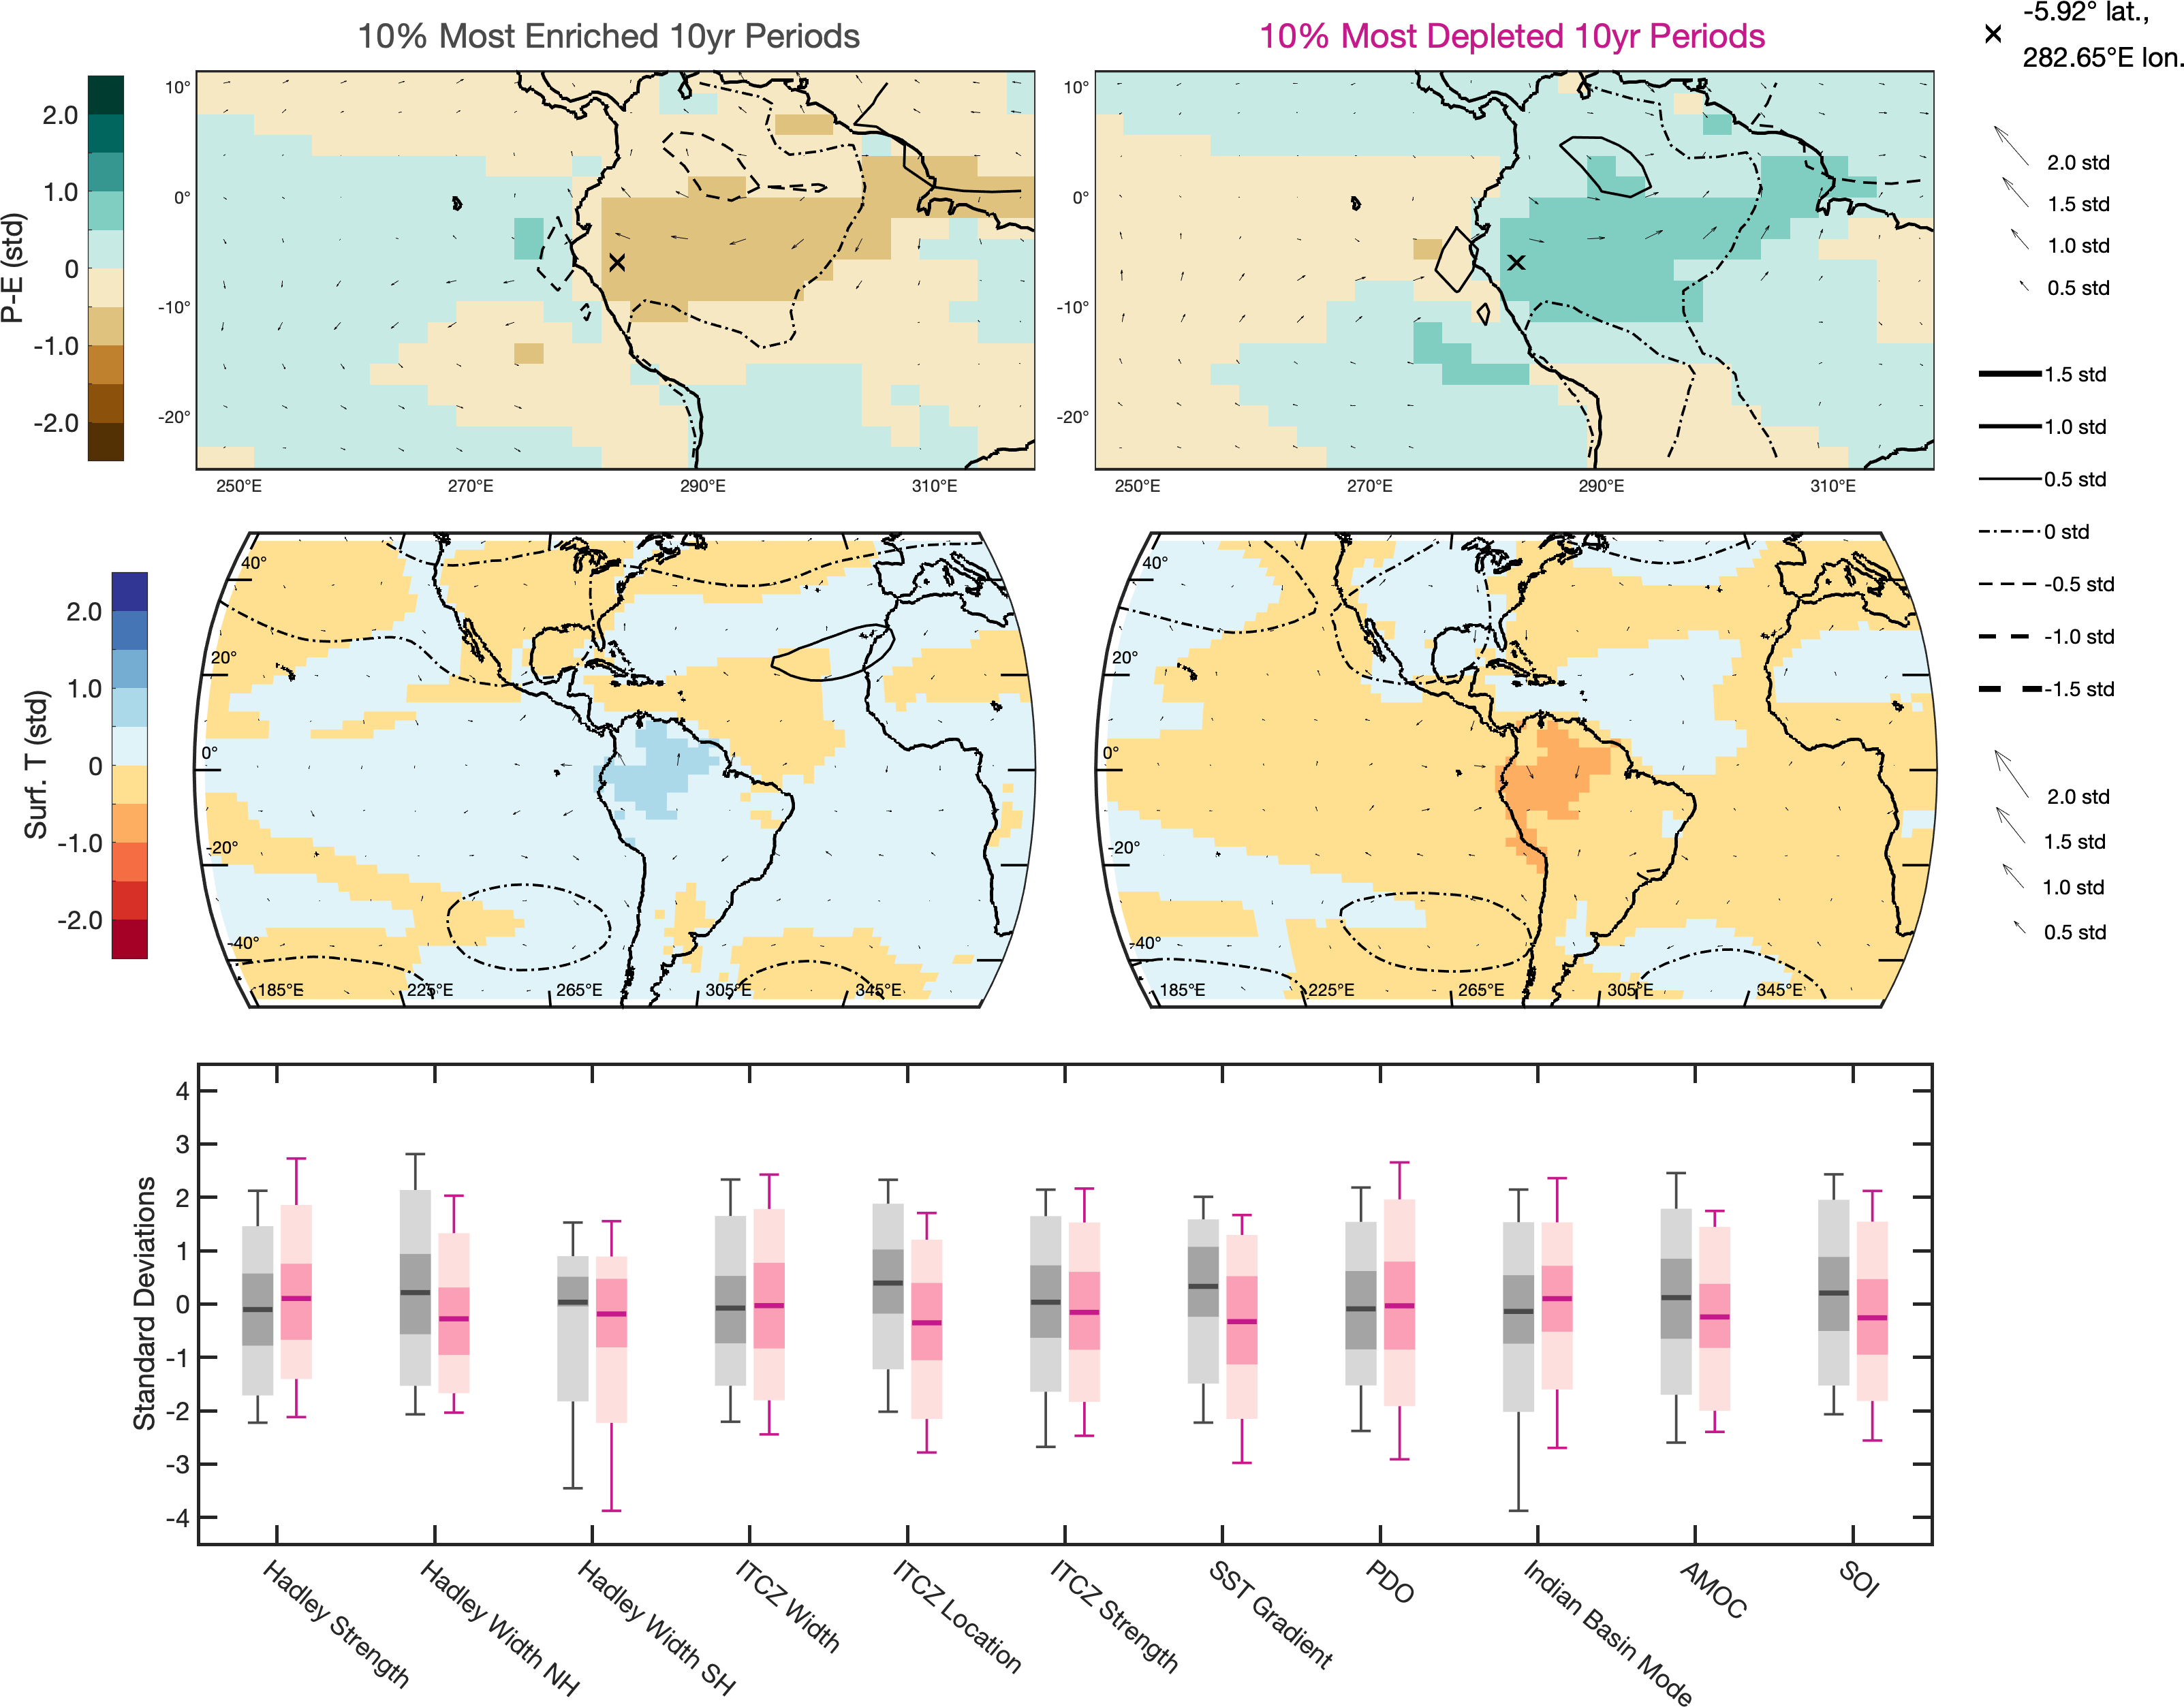 10% Most Enriched 10yr Periods
10% Most Depleted 10yr Periods
-5.92° lat.,
282.65°E lon.
P-E (std)
2.0
1.0
0
-1.0
-2.0
10°
0°
-10°
-20°
250°E 270°E 290°E 310°E
10°
0°
-10°
-20°
250°E 270°E 290°E 310°E
2.0 std
1.5 std
1.0 std
0.5 std
1.5 std
1.0 std
0.5 std
0 std
-0.5 std
-1.0 std
-1.5 std
2.0 std
1.5 std
1.0 std
0.5 std
Surf. T (std)
2.0
1.0
0
-1.0
-2.0
40°
20°
0°
-20°
-40°
185°E 225°E 265°E 305°E 345°E
40°
20°
0°
-20°
-40°
185°E 225°E 265°E 305°E 345°E
Standard Deviations
4
3
2
1
0
-1
-2
-3
-4
Hadley Strength
Hadley Width NH
Hadley Width SH
ITCZ Width
ITCZ Location
ITCZ Strength
SST Gradient
PDO
Indian Basin Mode
AMOC
SOI